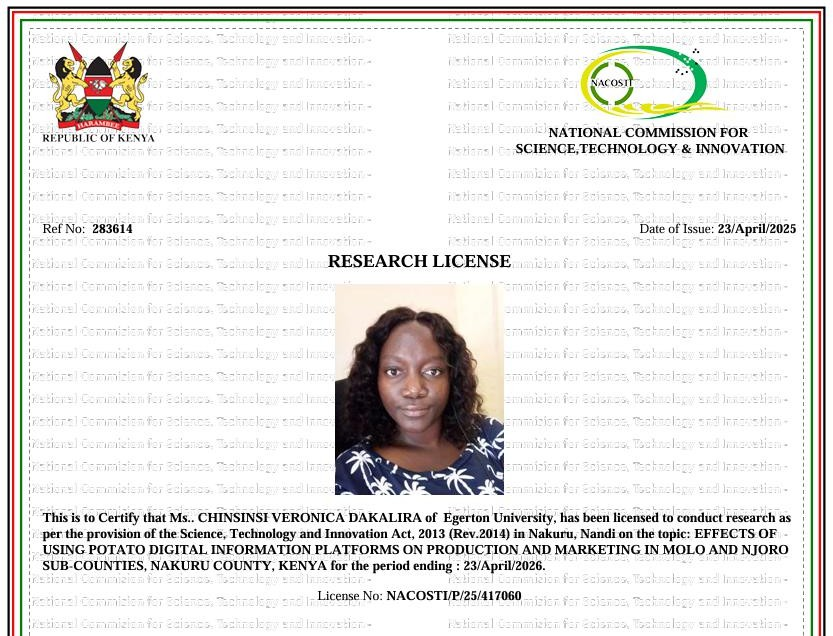 HARAMBEE
REPUBLIC OF KENYA
NACOSTI
NATIONAL COMMISSION FOR
SCIENCE,TECHNOLOGY & INNOVATION
Ref No: 283614
Date of Issue: 23/April/2025
RESEARCH LICENSE
This is to Certify that Ms.. CHINSINSI VERONICA DAKALIRA of Egerton University, has been licensed to conduct research as
per the provision of the Science, Technology and Innovation Act, 2013 (Rev.2014) in Nakuru, Nandi on the topic: EFFECTS OF
USING POTATO DIGITAL INFORMATION PLATFORMS ON PRODUCTION AND MARKETING IN MOLO AND NJORO
SUB-COUNTIES, NAKURU COUNTY, KENYA for the period ending : 23/April/2026.
License No: NACOSTI/P/25/417060